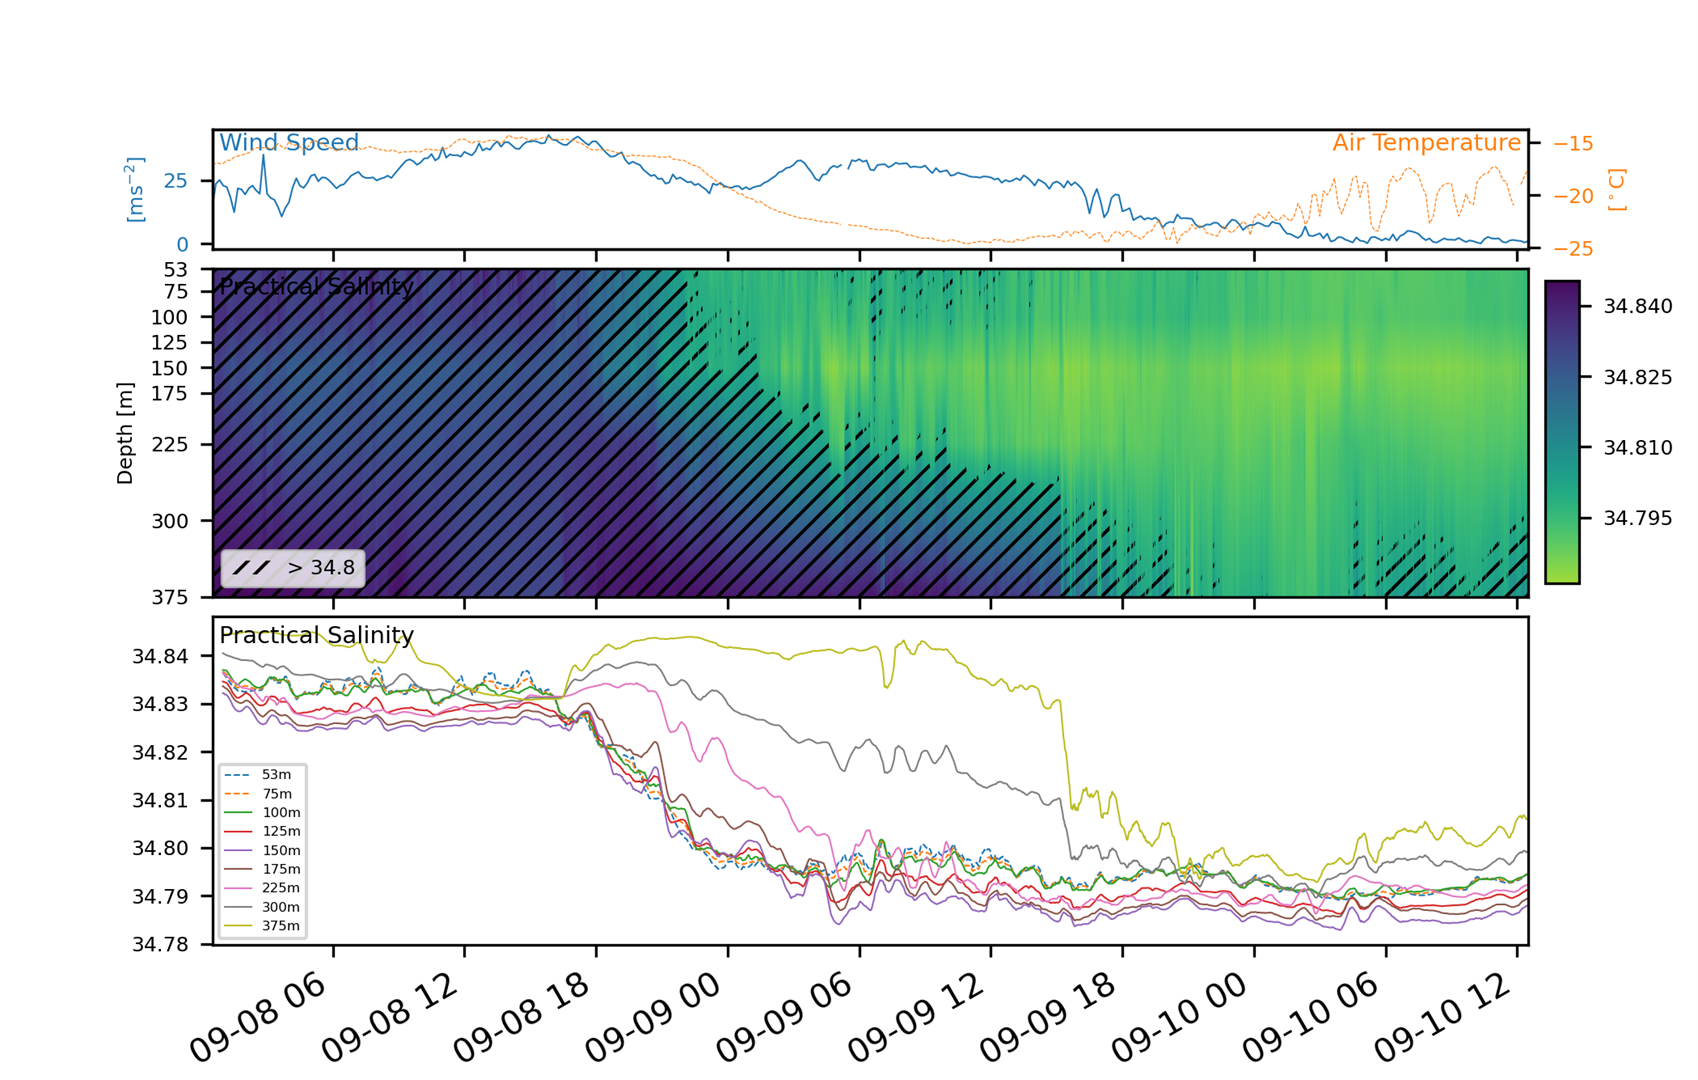 Wind Speed
Air Temperature
[ms⁻²]
25
0
−15
−20
−25
[°C]
Practical Salinity
Depth [m]
53
75
100
125
150
175
225
300
375
> 34.8
34.840
34.825
34.810
34.795
Practical Salinity
34.84
34.83
34.82
34.81
34.80
34.79
34.78
53m
75m
100m
125m
150m
175m
225m
300m
375m
09-08 06
09-08 12
09-08 18
09-09 00
09-09 06
09-09 12
09-09 18
09-10 00
09-10 06
09-10 12